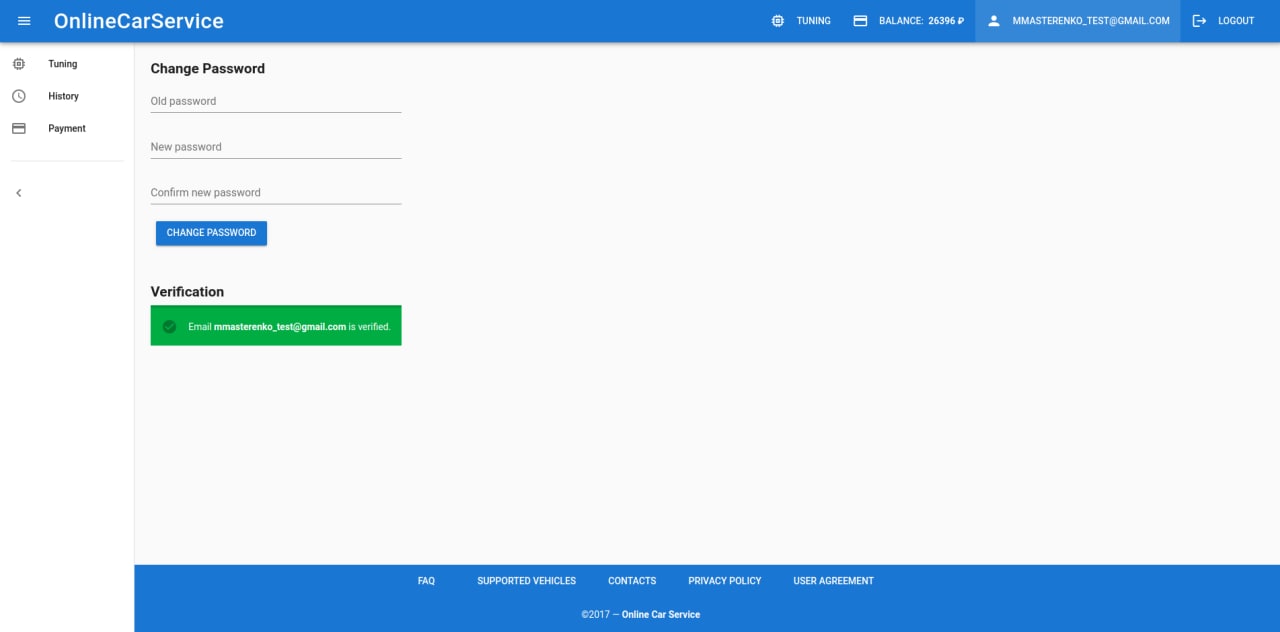 OnlineCarService
TUNING
BALANCE: 26396 ₽
MMASTERENKO_TEST@GMAIL.COM
LOGOUT
Tuning
History
Payment
Change Password
Old password
New password
Confirm new password
CHANGE PASSWORD
Verification
Email mmasterenko_test@gmail.com is verified.
FAQ
SUPPORTED VEHICLES
CONTACTS
PRIVACY POLICY
USER AGREEMENT
©2017 — Online Car Service